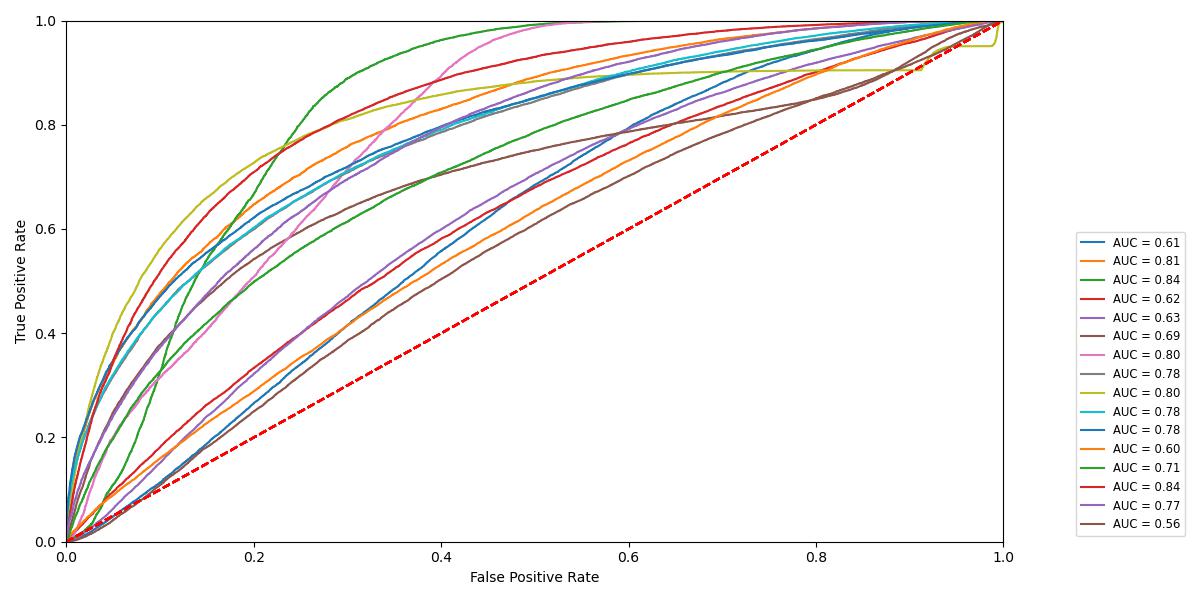 1.0
0.8
0.6
0.4
0.2
0.0
True Positive Rate
0.0 0.2 0.4 0.6 0.8 1.0
False Positive Rate
AUC = 0.61
AUC = 0.81
AUC = 0.84
AUC = 0.62
AUC = 0.63
AUC = 0.69
AUC = 0.80
AUC = 0.78
AUC = 0.80
AUC = 0.78
AUC = 0.78
AUC = 0.60
AUC = 0.71
AUC = 0.84
AUC = 0.77
AUC = 0.56